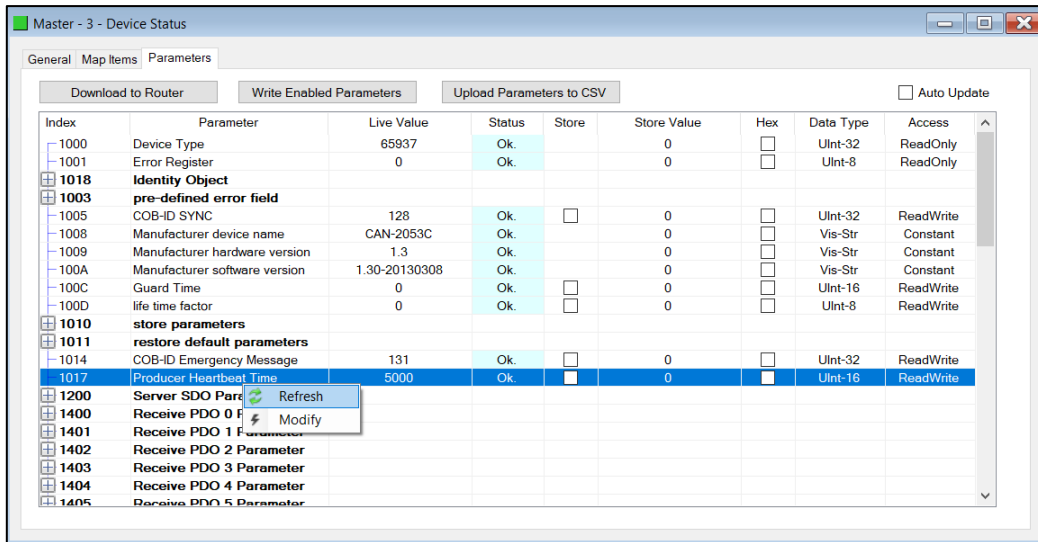 Master - 3 - Device Status
General Map Items Parameters
Download to Router Write Enabled Parameters Upload Parameters to CSV Auto Update
Index Parameter Live Value Status Store Store Value Hex Data Type Access
1000 Device Type 65937 Ok. 0 UInt-32 ReadOnly
1001 Error Register 0 Ok. 0 UInt-8 ReadOnly
1018 Identity Object
1003 pre-defined error field
1005 COB-ID SYNC 128 Ok. 0 UInt-32 ReadWrite
1008 Manufacturer device name CAN-2053C Ok. 0 Vis-Str Constant
1009 Manufacturer hardware version 1.3 Ok. 0 Vis-Str Constant
100A Manufacturer software version 1.30-20130308 Ok. 0 Vis-Str Constant
100C Guard Time 0 Ok. 0 UInt-16 ReadWrite
100D life time factor 0 Ok. 0 UInt-8 ReadWrite
1010 store parameters
1011 restore default parameters
1014 COB-ID Emergency Message 131 Ok. 0 UInt-32 ReadWrite
1017 Producer Heartbeat Time 5000 Ok. 0 UInt-16 ReadWrite
1200 Server SDO Refresh
1400 Receive PDO 0
Modify
1401 Receive PDO 1 Parameter
1402 Receive PDO 2 Parameter
1403 Receive PDO 3 Parameter
1404 Receive PDO 4 Parameter
1405 Receive PDO 5 Parameter